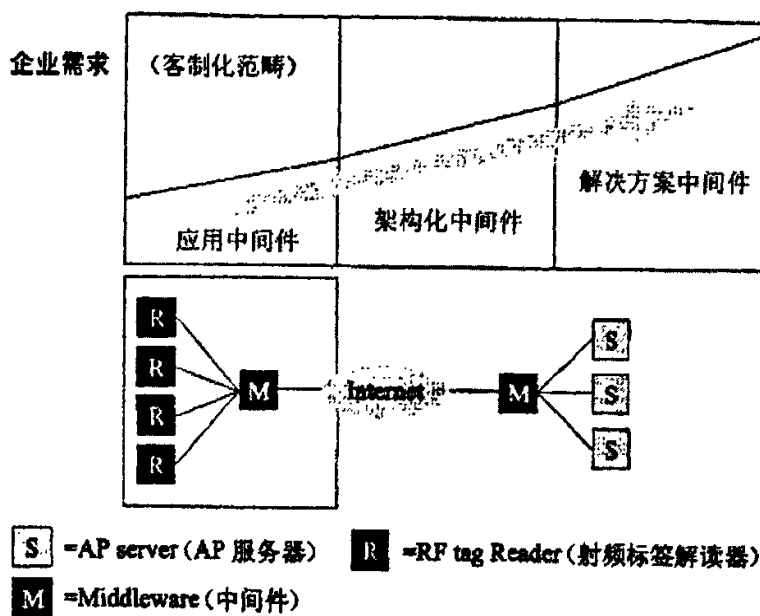 企业需求
（客制化范畴）
应用中间件
架构化中间件
解决方案中间件
R
R
R
R
M
Internet
M
S
S
S
S =AP server（AP 服务器）
R =RF tag Reader（射频标签解读器）
M =Middleware（中间件）